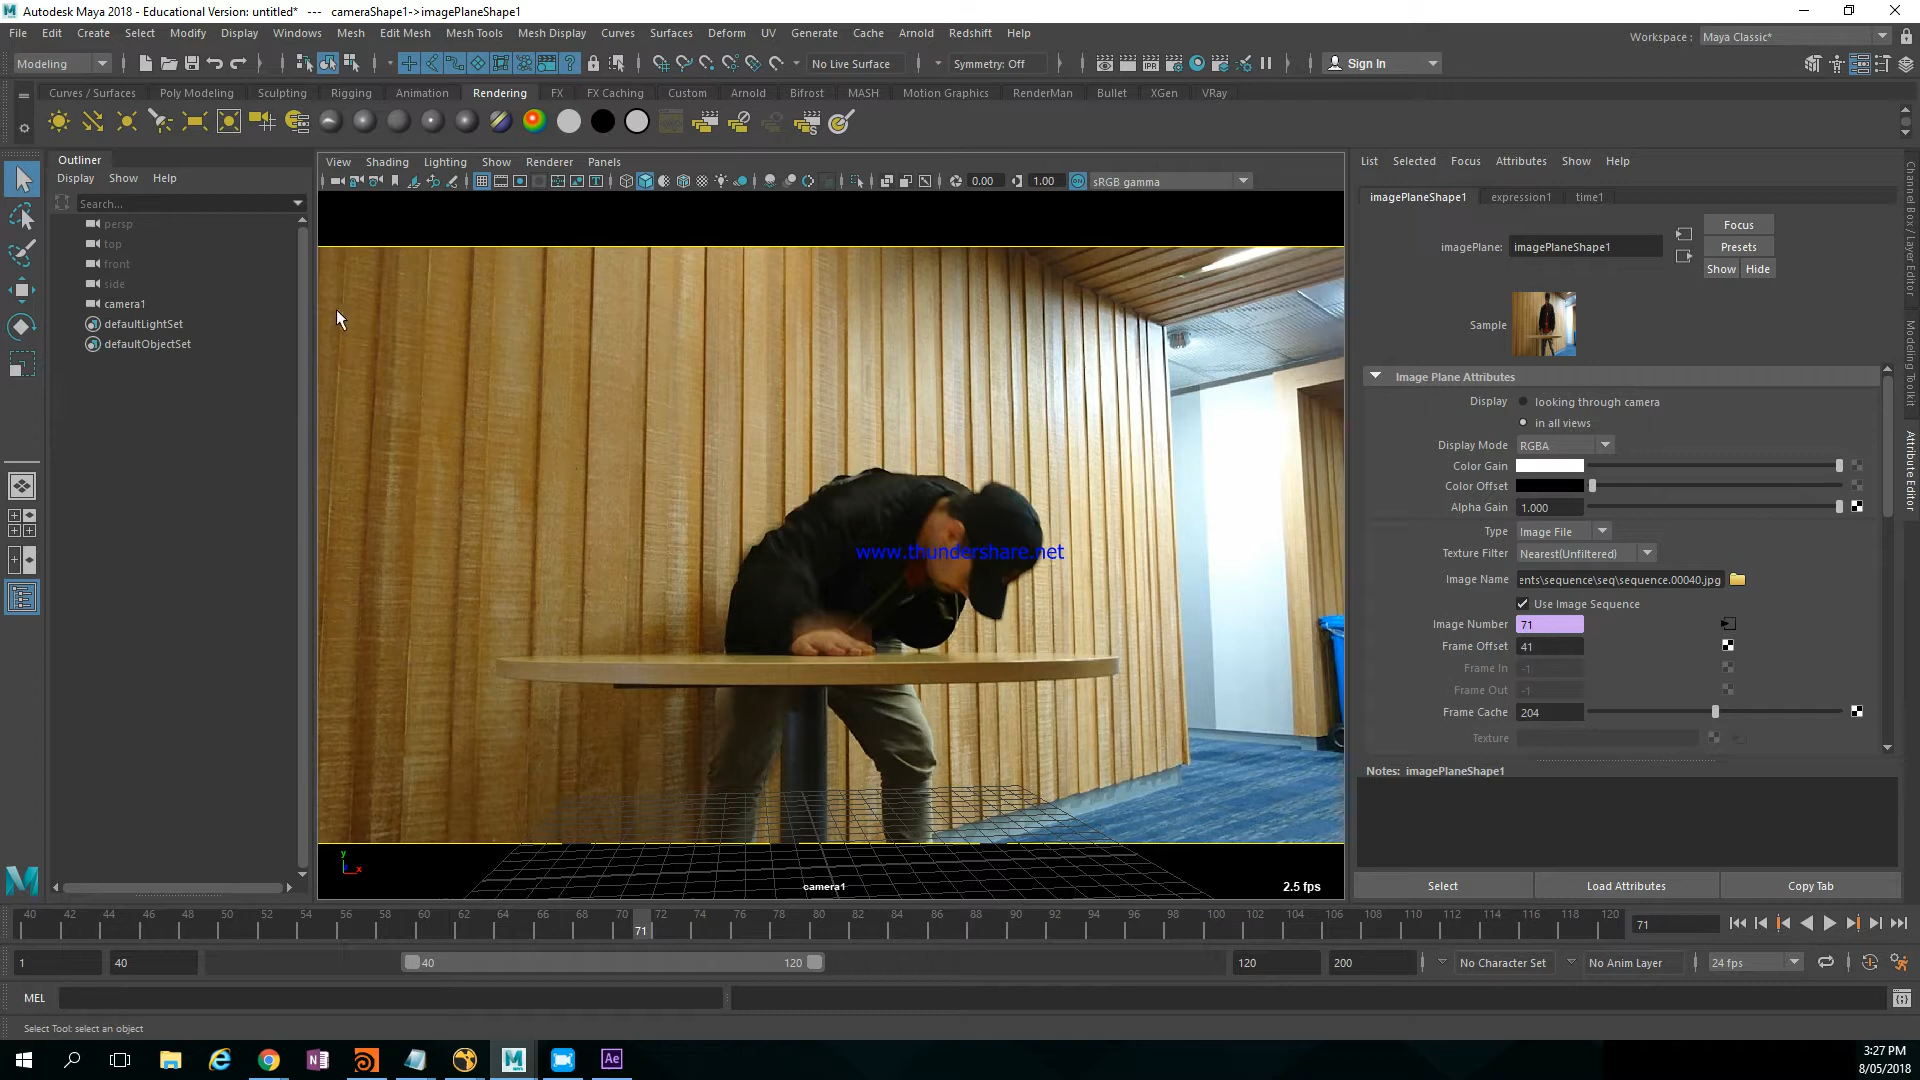 Autodesk Maya 2018 - Educational Version: untitled*   ---   cameraShape1->imagePlaneShape1
File Edit Create Select Modify Display Windows Mesh Edit Mesh Mesh Tools Mesh Display Curves Surfaces Deform UV Generate Cache Arnold Redshift Help
Workspace : Maya Classic*
Modeling No Live Surface Symmetry: Off Sign In
Curves / Surfaces Poly Modeling Sculpting Rigging Animation Rendering FX FX Caching Custom Arnold Bifrost MASH Motion Graphics RenderMan Bullet XGen VRay
Outliner
Display Show Help
Search...
persp
top
front
side
camera1
defaultLightSet
defaultObjectSet
View Shading Lighting Show Renderer Panels
0.00 1.00 ON sRGB gamma
www.thundershare.net
y
x
camera1
2.5 fps
List Selected Focus Attributes Show Help
imagePlaneShape1 expression1 time1
Focus
imagePlane: imagePlaneShape1 Presets
Show Hide
Sample
Image Plane Attributes
Display looking through camera
in all views
Display Mode RGBA
Color Gain
Color Offset
Alpha Gain 1.000
Type Image File
Texture Filter Nearest(Unfiltered)
Image Name ents\sequence\seq\sequence.00040.jpg
Use Image Sequence
Image Number 71
Frame Offset 41
Frame In -1
Frame Out -1
Frame Cache 204
Texture
Notes: imagePlaneShape1
Select Load Attributes Copy Tab
Channel Box / Layer Editor
Modeling Toolkit
Attribute Editor
40 42 44 46 48 50 52 54 56 58 60 62 64 66 68 70 72 74 76 78 80 82 84 86 88 90 92 94 96 98 100 102 104 106 108 110 112 114 116 118 120
71 71
1 40 40 120 120 200 No Character Set No Anim Layer 24 fps
MEL
Select Tool: select an object
IPR
Ae
3:27 PM
8/05/2018